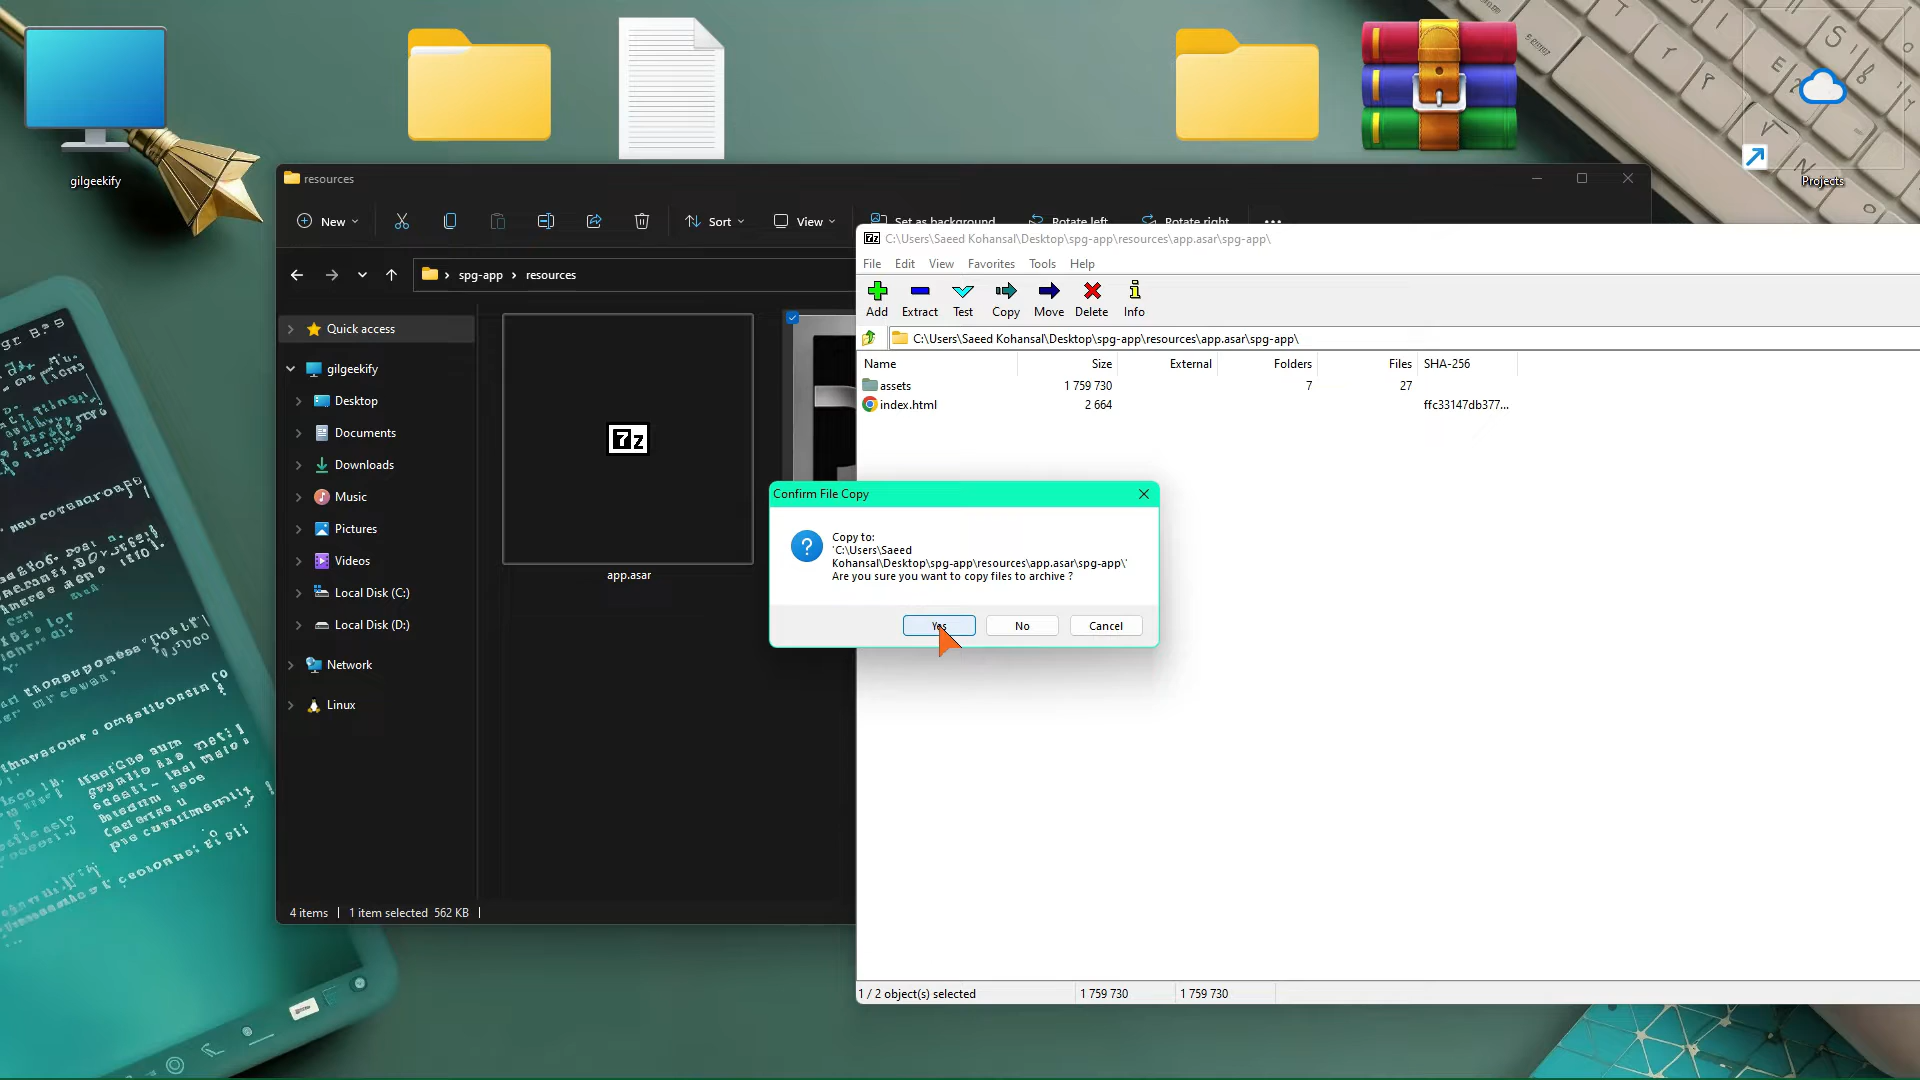 gilgeekify
Projects
resources
New
Sort
View
Set as background
Rotate left
Rotate right
spg-app
resources
Quick access
gilgeekify
Desktop
Documents
Downloads
Music
Pictures
Videos
Local Disk (C:)
Local Disk (D:)
Network
Linux
7z
app.asar
4 items
1 item selected 562 KB
7z
C:\Users\Saeed Kohansal\Desktop\spg-app\resources\app.asar\spg-app\
File
Edit
View
Favorites
Tools
Help
Add
Extract
Test
Copy
Move
Delete
Info
C:\Users\Saeed Kohansal\Desktop\spg-app\resources\app.asar\spg-app\
Name
Size
External
Folders
Files
SHA-256
assets
1 759 730
7
27
index.html
2 664
ffc33147db377...
Confirm File Copy
Copy to:
'C:\Users\Saeed
Kohansal\Desktop\spg-app\resources\app.asar\spg-app\'
Are you sure you want to copy files to archive ?
Yes
No
Cancel
1 / 2 object(s) selected
1 759 730
1 759 730